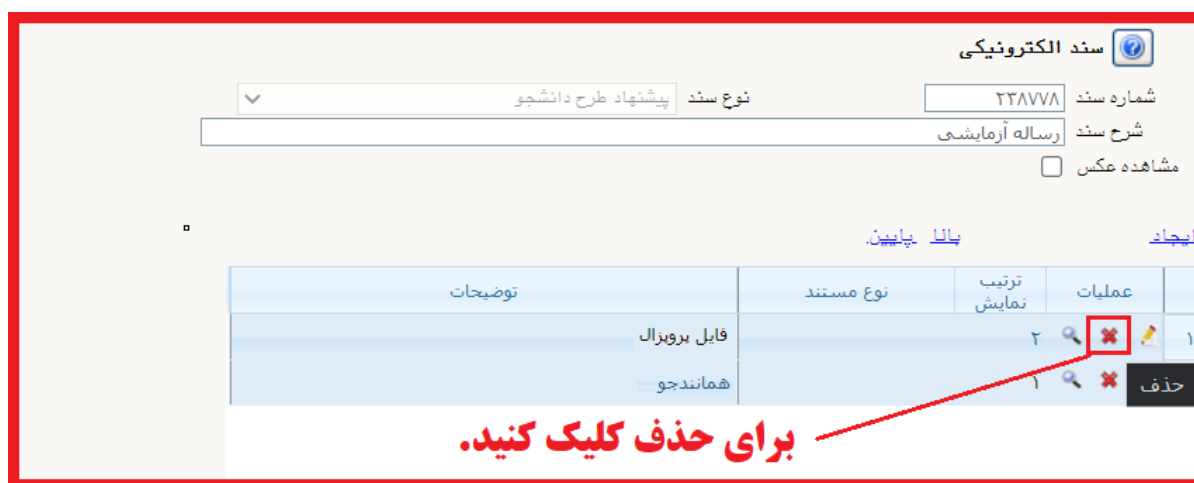 سند الکترونیکی
شماره سند ۲۳۸۷۷۸ نوع سند پیشنهاد طرح دانشجو
شرح سند رساله آزمایشی
مشاهده عکس
ایجاد بالا پایین.
عملیات ترتیب نمایش نوع مستند توضیحات
۱ ۲ فایل پروپزال
حذف ۱ همانندجو
برای حذف کلیک کنید.